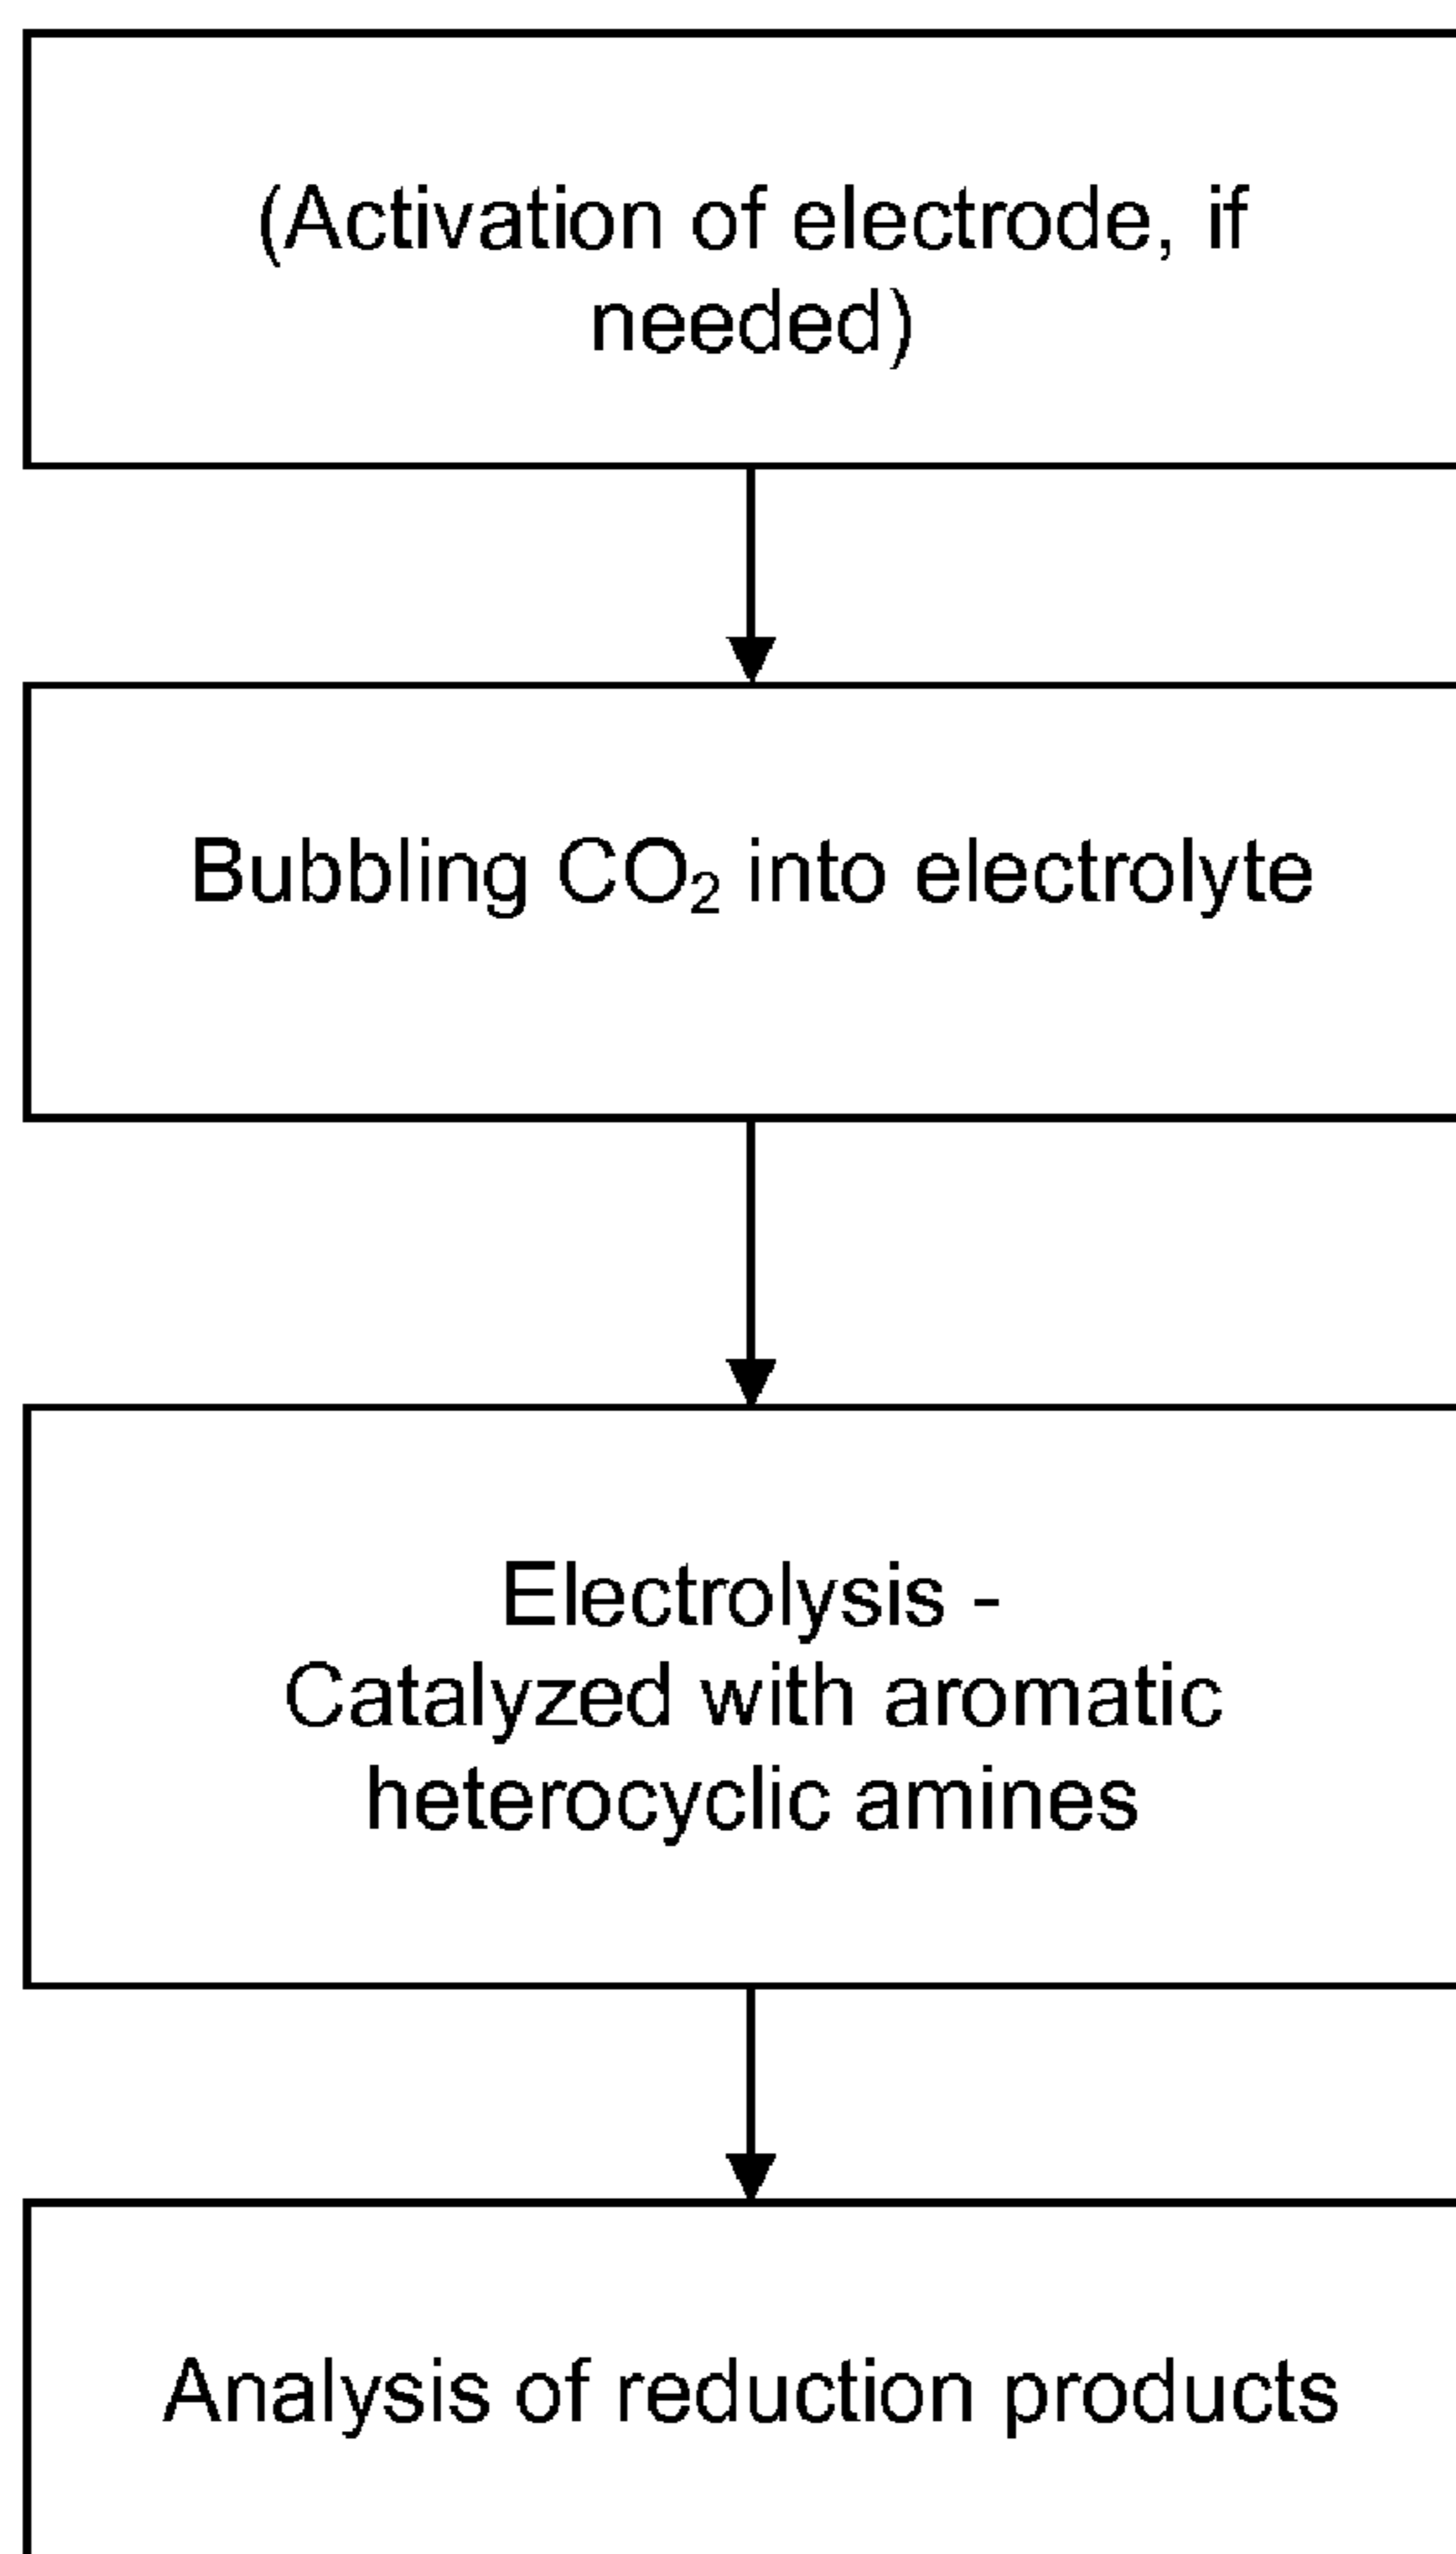 (Activation of electrode, if
needed)
Bubbling CO₂ into electrolyte
Electrolysis -
Catalyzed with aromatic
heterocyclic amines
Analysis of reduction products